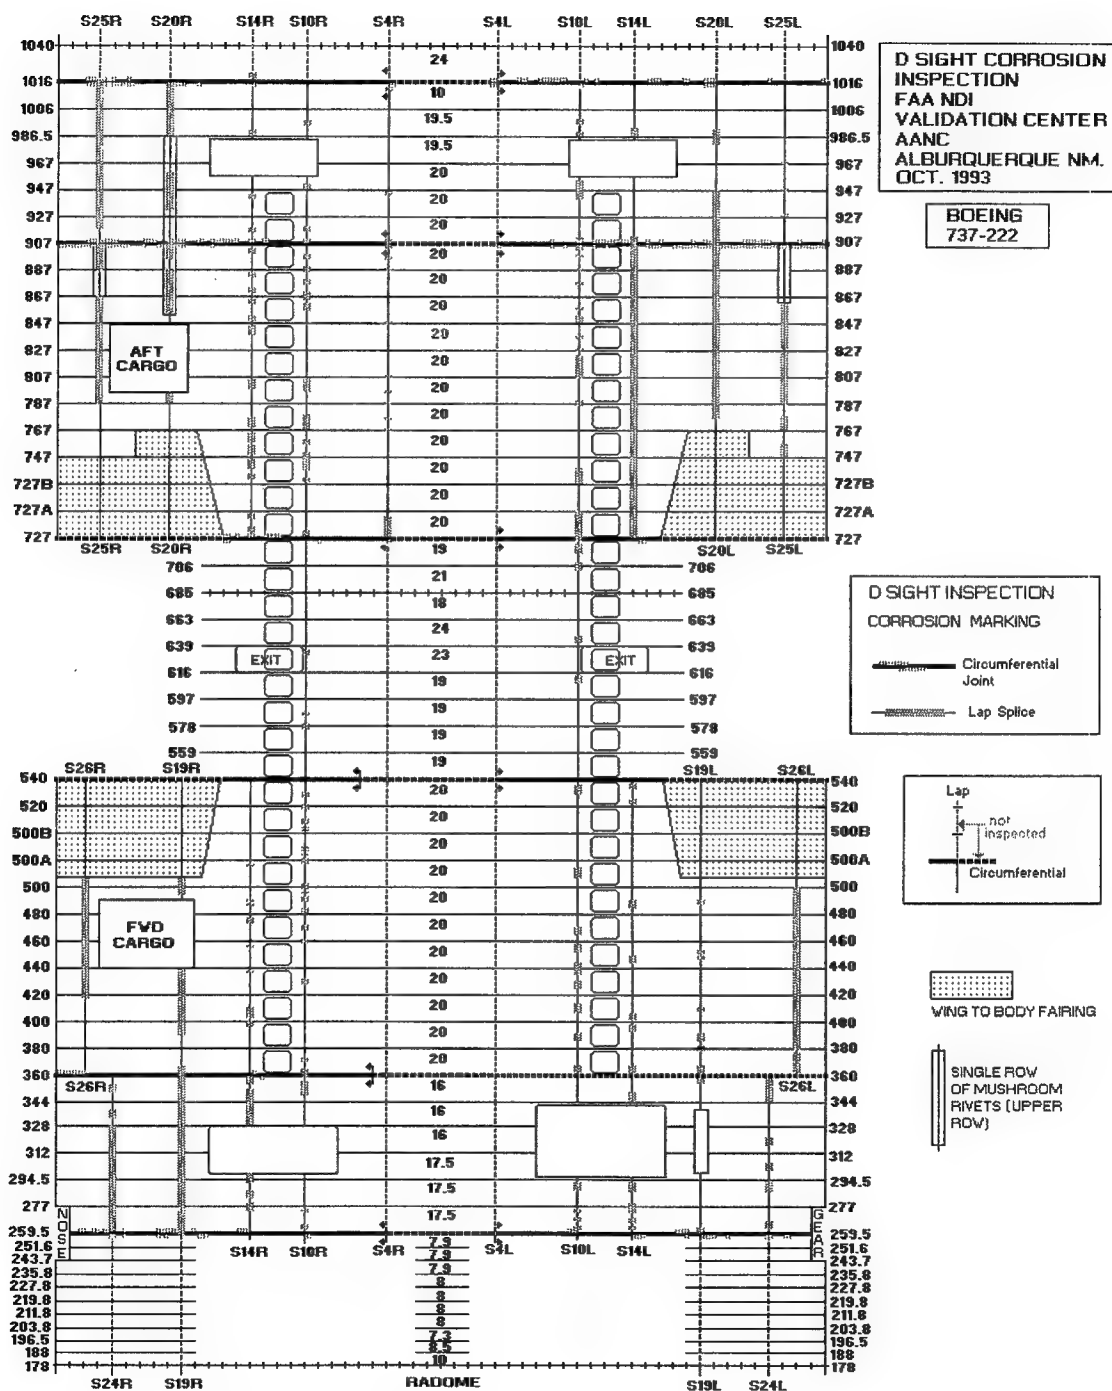 S25R S20R S14R S10R S4R S4L S10L S14L S20L S25L
1040 1040
24
1016 1016
10
1006 1006
19.5
986.5 986.5
19.5
967 967
20
947 947
20
927 927
20
907 907
20
887 887
20
867 867
20
847 847
20
AFT
CARGO
827 827
20
807 807
20
787 787
20
767 767
20
747 747
20
727B 727B
20
727A 727A
20
727 727
S25R S20R S20L S25L
19
706 706
21
685 685
18
663 663
24
639 639
EXIT 23 EXIT
616 616
19
597 597
19
578 578
19
559 559
19
S26R S19R S19L S26L
540 540
20
520 520
20
500B 500B
20
500A 500A
20
500 500
20
480 480
FWD
CARGO
20
460 460
20
440 440
20
420 420
20
400 400
20
380 380
20
360 360
S26R S26L
16
344 344
16
328 328
16
312 312
17.5
294.5 294.5
17.5
277 277
NOSE 17.5 GEAR
259.5 259.5
S14R S10R S4R S4L S10L S14L
7.9
251.6 251.6
7.9
243.7 243.7
7.9
235.8 235.8
8
227.8 227.8
8
219.8 219.8
8
211.8 211.8
8
203.8 203.8
7.3
196.5 196.5
8.5
188 188
10
178 178
S24R S19R RADOME S19L S24L
D SIGHT CORROSION
INSPECTION
FAA NDI
VALIDATION CENTER
AANC
ALBURQUERQUE NM.
OCT. 1993
BOEING
737-222
D SIGHT INSPECTION
CORROSION MARKING
Circumferential
Joint
Lap Splice
Lap
not
inspected
Circumferential
WING TO BODY FAIRING
SINGLE ROW
OF MUSHROOM
RIVETS (UPPER
ROW)